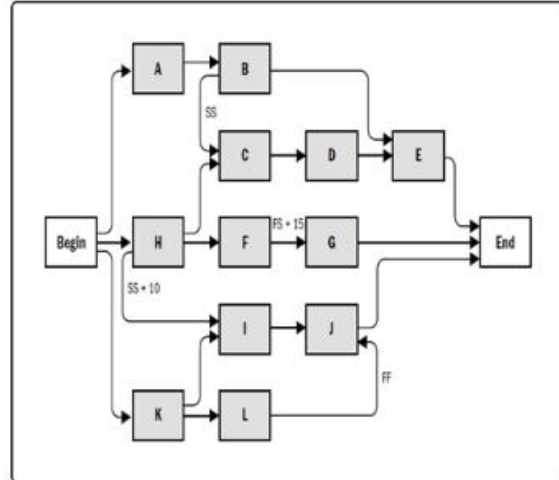 A B
SS
C D E
FS + 15
Begin H F G End
SS + 10
I J
FF
K L